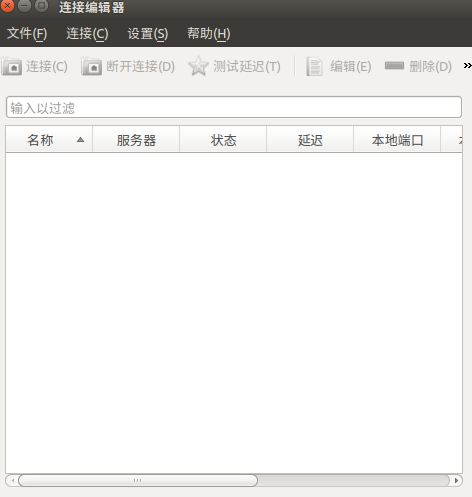 连接编辑器
文件(F) 连接(C) 设置(S) 帮助(H)
连接(C) 断开连接(D) 测试延迟(T) 编辑(E) 删除(D) »
输入以过滤
名称 服务器 状态 延迟 本地端口